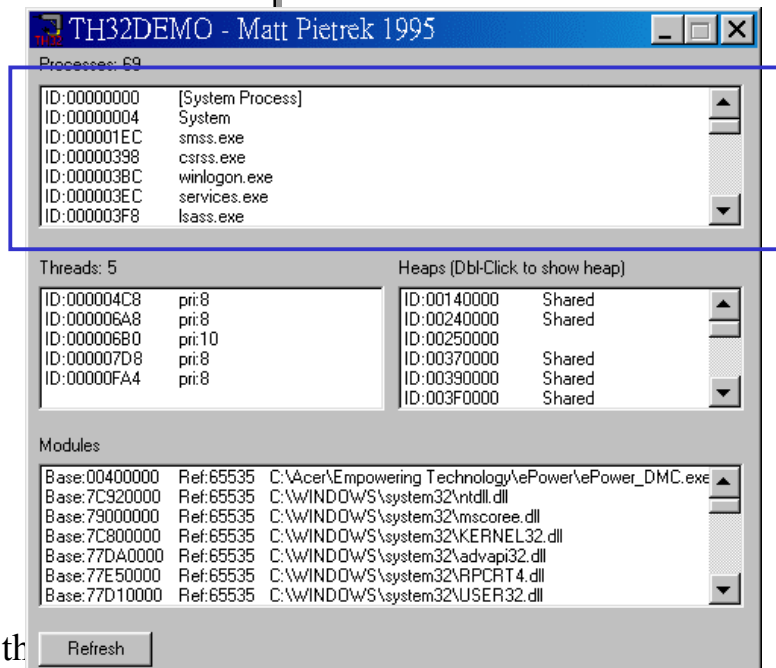 TH32DEMO - Matt Pietrek 1995
Processes: 69
ID:00000000 [System Process]
ID:00000004 System
ID:000001EC smss.exe
ID:00000398 csrss.exe
ID:000003BC winlogon.exe
ID:000003EC services.exe
ID:000003F8 lsass.exe
Threads: 5
ID:000004C8 pri:8
ID:000006A8 pri:8
ID:000006B0 pri:10
ID:000007D8 pri:8
ID:00000FA4 pri:8
Heaps (Dbl-Click to show heap)
ID:00140000 Shared
ID:00240000 Shared
ID:00250000
ID:00370000 Shared
ID:00390000 Shared
ID:003F0000 Shared
Modules
Base:00400000 Ref:65535 C:\Acer\Empowering Technology\ePower\ePower_DMC.exe
Base:7C920000 Ref:65535 C:\WINDOWS\system32\ntdll.dll
Base:79000000 Ref:65535 C:\WINDOWS\system32\mscoree.dll
Base:7C800000 Ref:65535 C:\WINDOWS\system32\KERNEL32.dll
Base:77DA0000 Ref:65535 C:\WINDOWS\system32\advapi32.dll
Base:77E50000 Ref:65535 C:\WINDOWS\system32\RPCRT4.dll
Base:77D10000 Ref:65535 C:\WINDOWS\system32\USER32.dll
Refresh